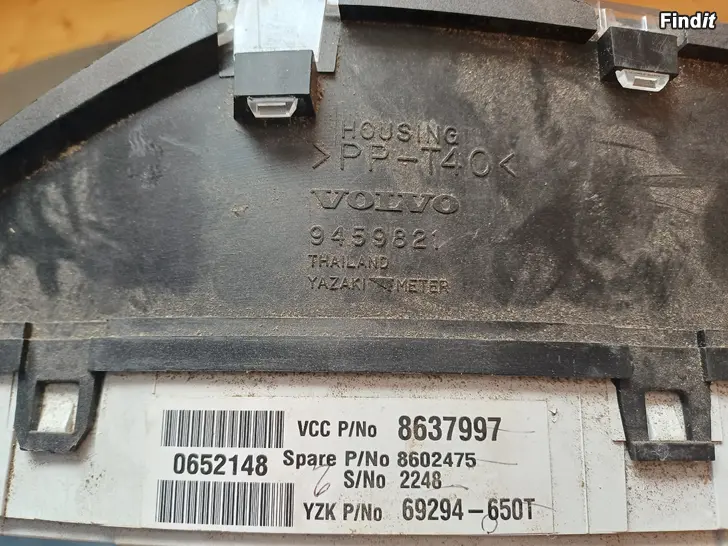 Findit
HOUSING
>PP-T40<
VOLVO
9459821
THAILAND
YAZAKI METER
VCC P/No 8637997
0652148 Spare P/No 8602475
S/No 2248
YZK P/No 69294-650T